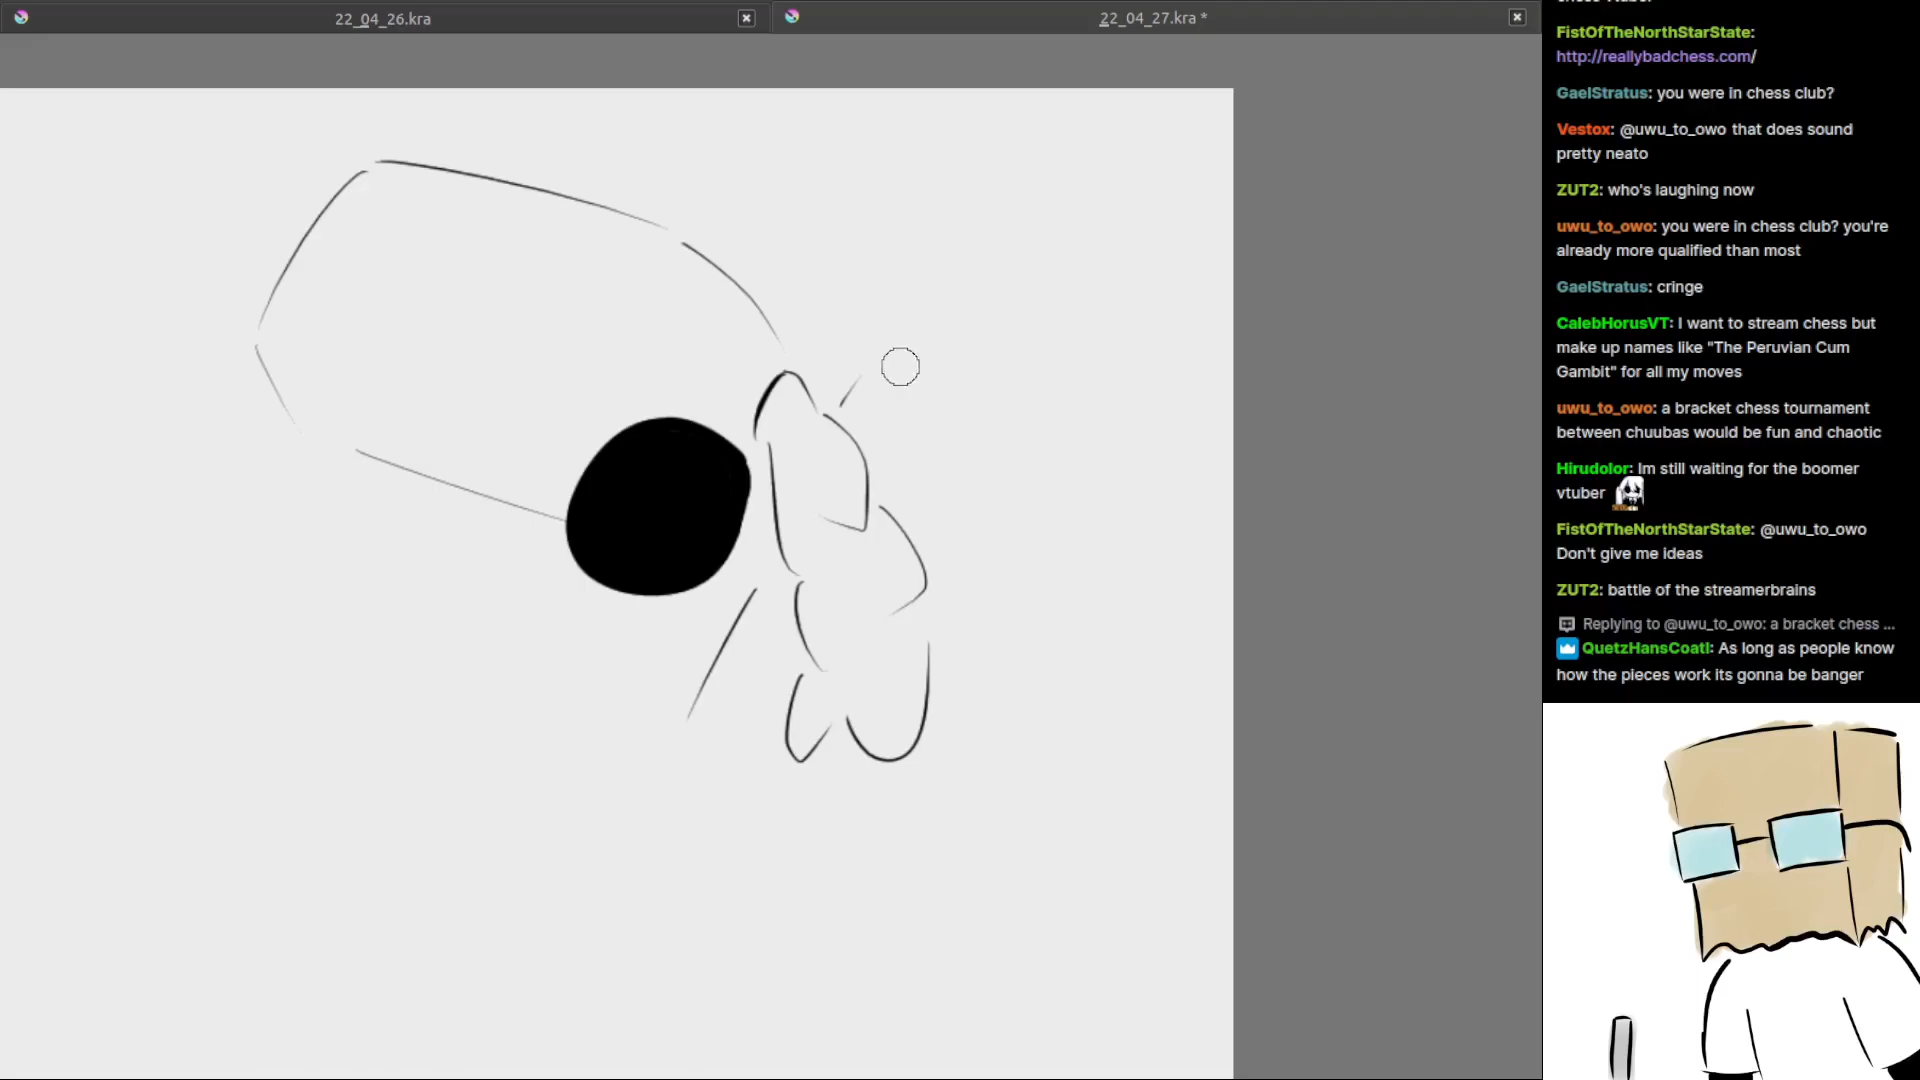 22_04_26.kra
22_04_27.kra *
FistOfTheNorthStarState:
http://reallybadchess.com/
GaelStratus: you were in chess club?
Vestox: @uwu_to_owo that does sound
pretty neato
ZUT2: who's laughing now
uwu_to_owo: you were in chess club? you're
already more qualified than most
GaelStratus: cringe
CalebHorusVT: I want to stream chess but
make up names like "The Peruvian Cum
Gambit" for all my moves
uwu_to_owo: a bracket chess tournament
between chuubas would be fun and chaotic
Hirudolor: Im still waiting for the boomer
vtuber
FistOfTheNorthStarState: @uwu_to_owo
Don't give me ideas
ZUT2: battle of the streamerbrains
Replying to @uwu_to_owo: a bracket chess ...
QuetzHansCoatl: As long as people know
how the pieces work its gonna be banger